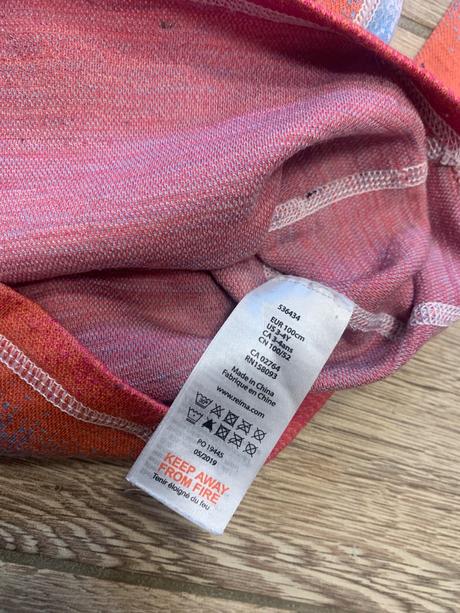 536434
EUR 100cm
US 3-4Y
CA 3-4ans
CN 100/52
CA 02764
RN158093
Made in China
Fabriqué en Chine
www.reima.com
PO 19445
05/2019
KEEP AWAY
FROM FIRE
Tenir éloigné du feu